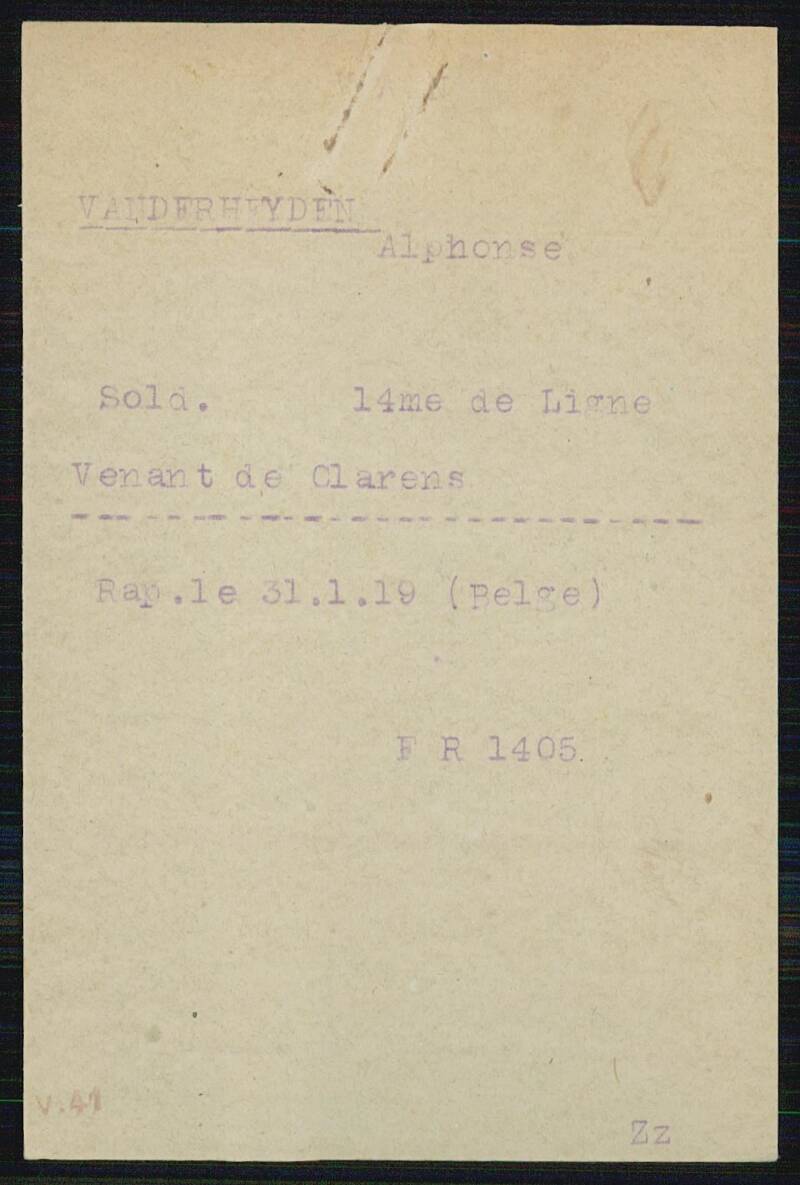 VANDERHEYDEN
Alphonse
Sold. 14me de Ligne
Venant de Clarens
Rap.le 31.1.19 (Belge)
F R 1405.
V.41
Zz